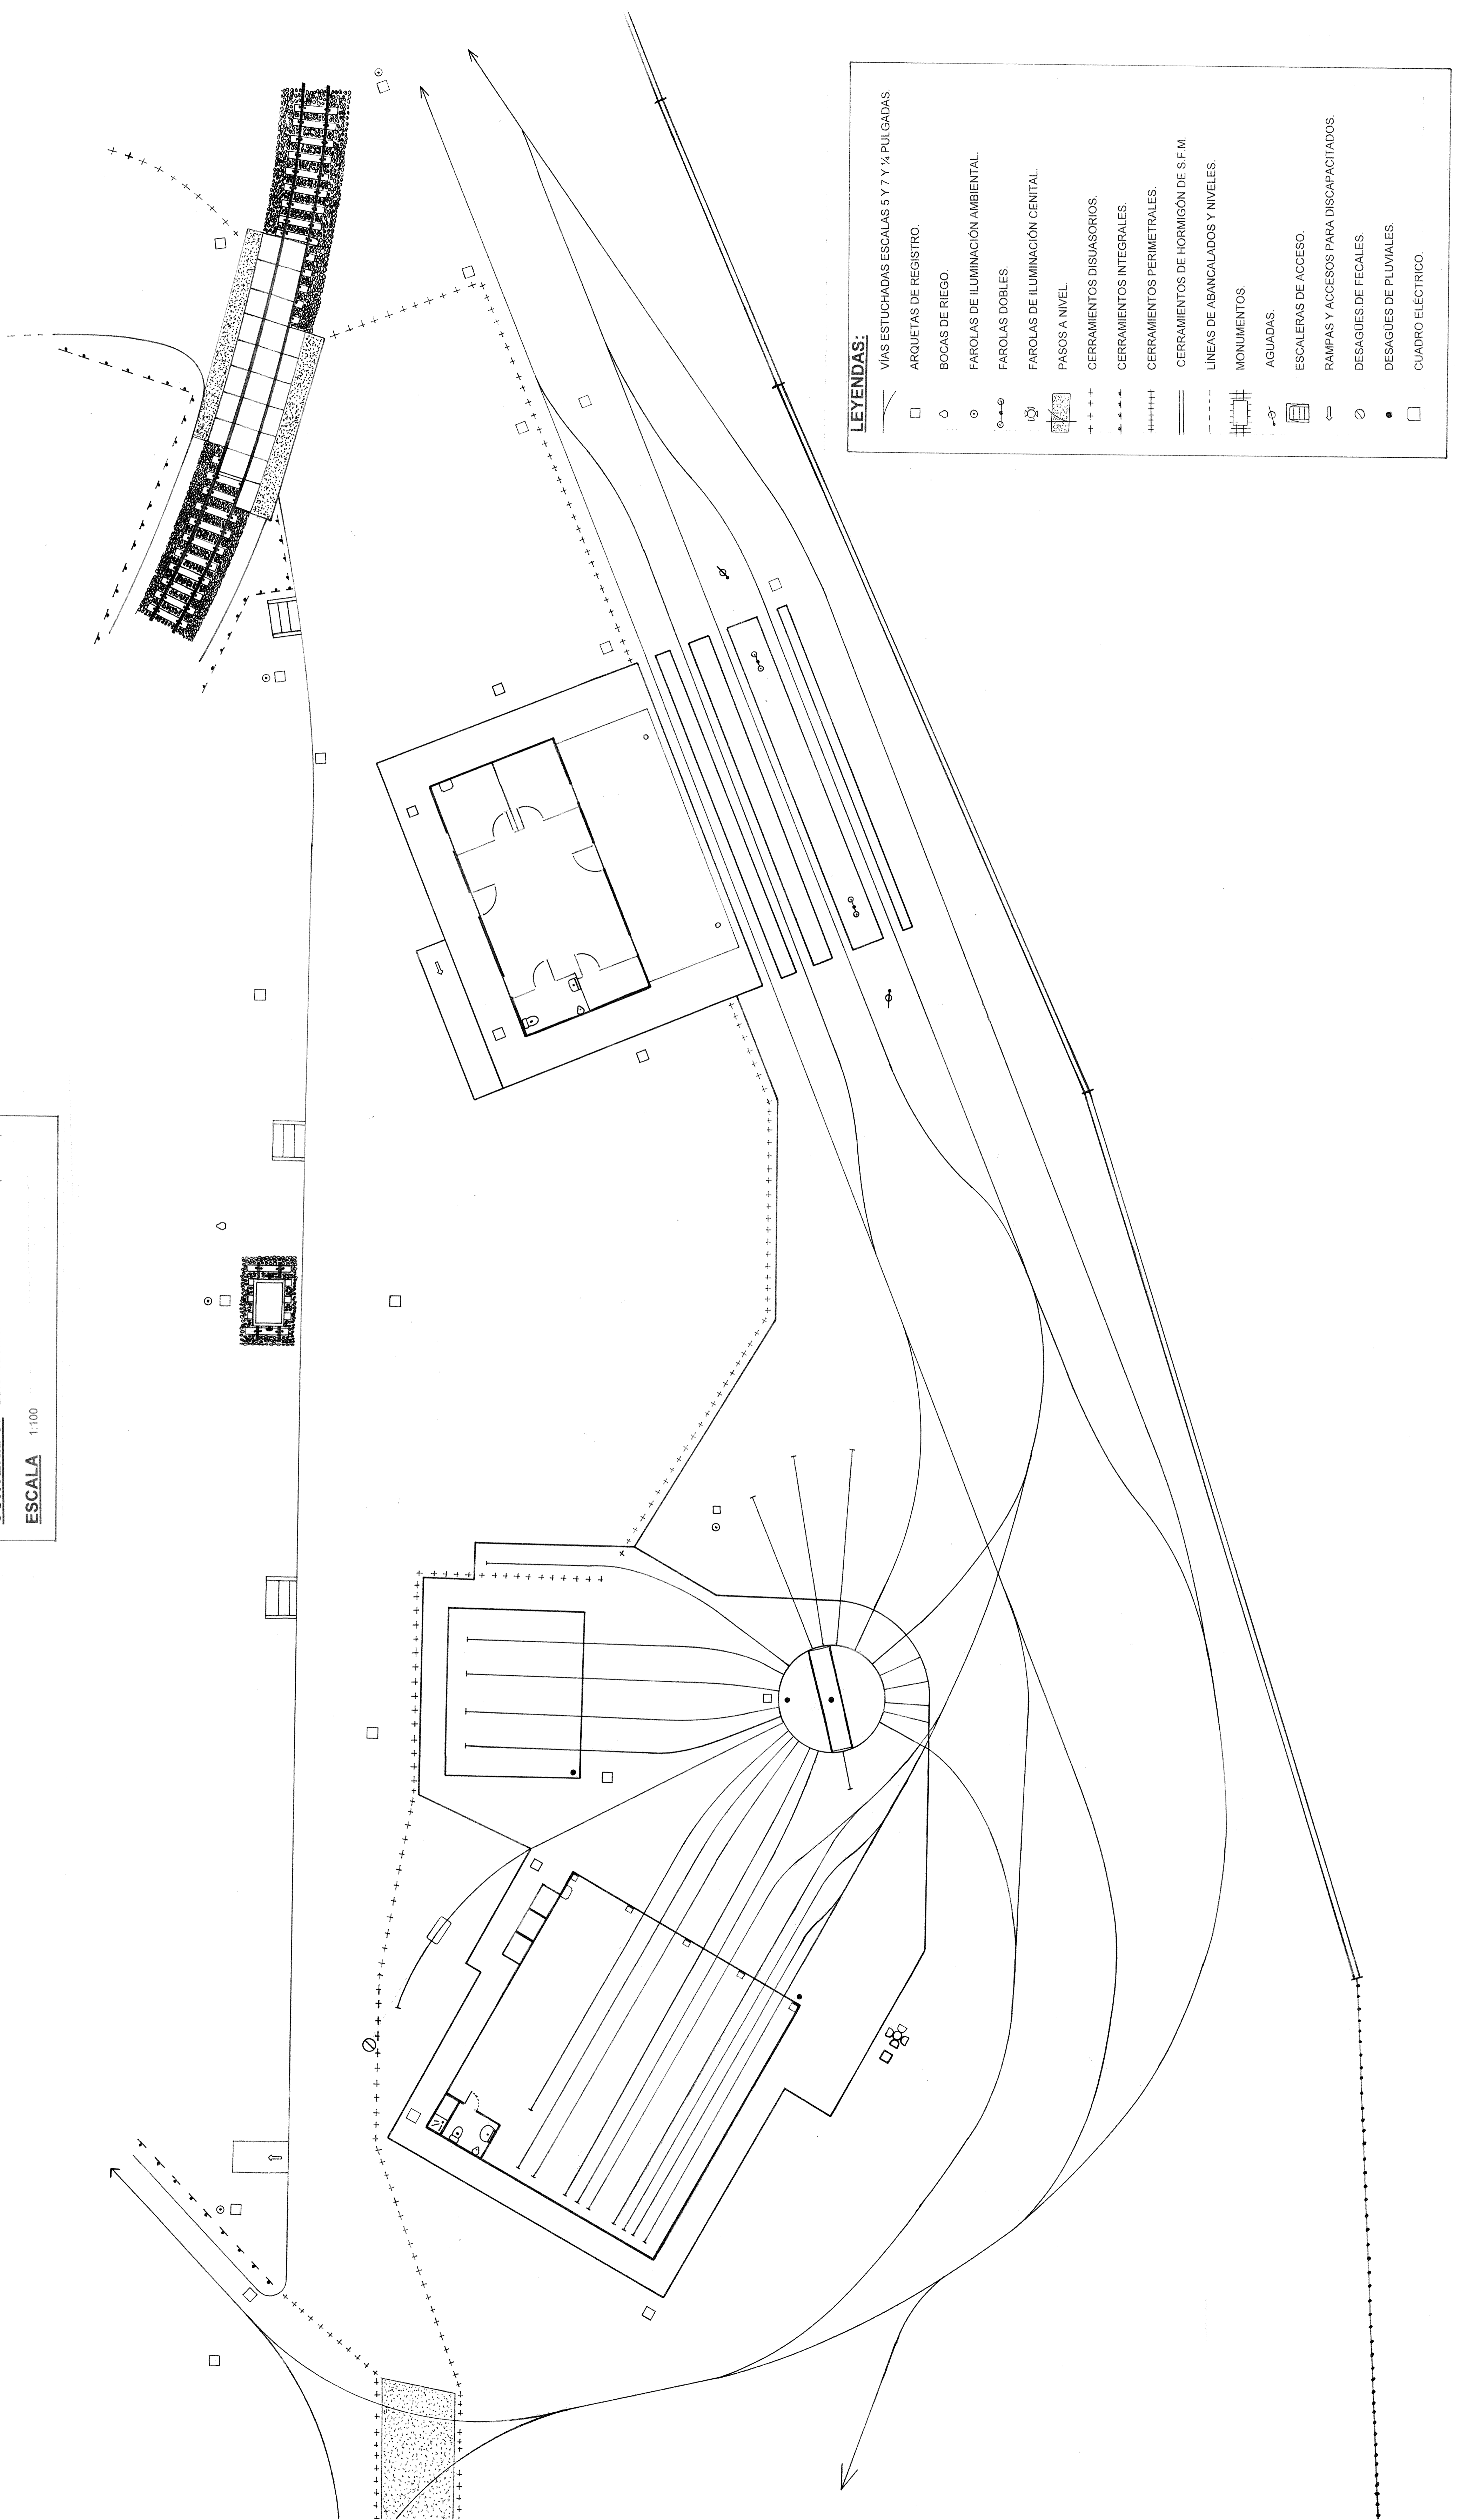 LEYENDAS:
VÍAS ESTUCHADAS ESCALAS 5 Y 7 Y ¼ PULGADAS.
ARQUETAS DE REGISTRO.
BOCAS DE RIEGO.
FAROLAS DE ILUMINACIÓN AMBIENTAL.
FAROLAS DOBLES.
FAROLAS DE ILUMINACIÓN CENITAL.
PASOS A NIVEL.
CERRAMIENTOS DISUASORIOS.
CERRAMIENTOS INTEGRALES.
CERRAMIENTOS PERIMETRALES.
CERRAMIENTOS DE HORMIGÓN DE S.F.M.
LÍNEAS DE ABANCALADOS Y NIVELES.
MONUMENTOS.
AGUADAS.
ESCALERAS DE ACCESO.
RAMPAS Y ACCESOS PARA DISCAPACITADOS.
DESAGÜES.DE FECALES.
DESAGÜES DE PLUVIALES.
CUADRO ELÉCTRICO.
ESCALA 1:100